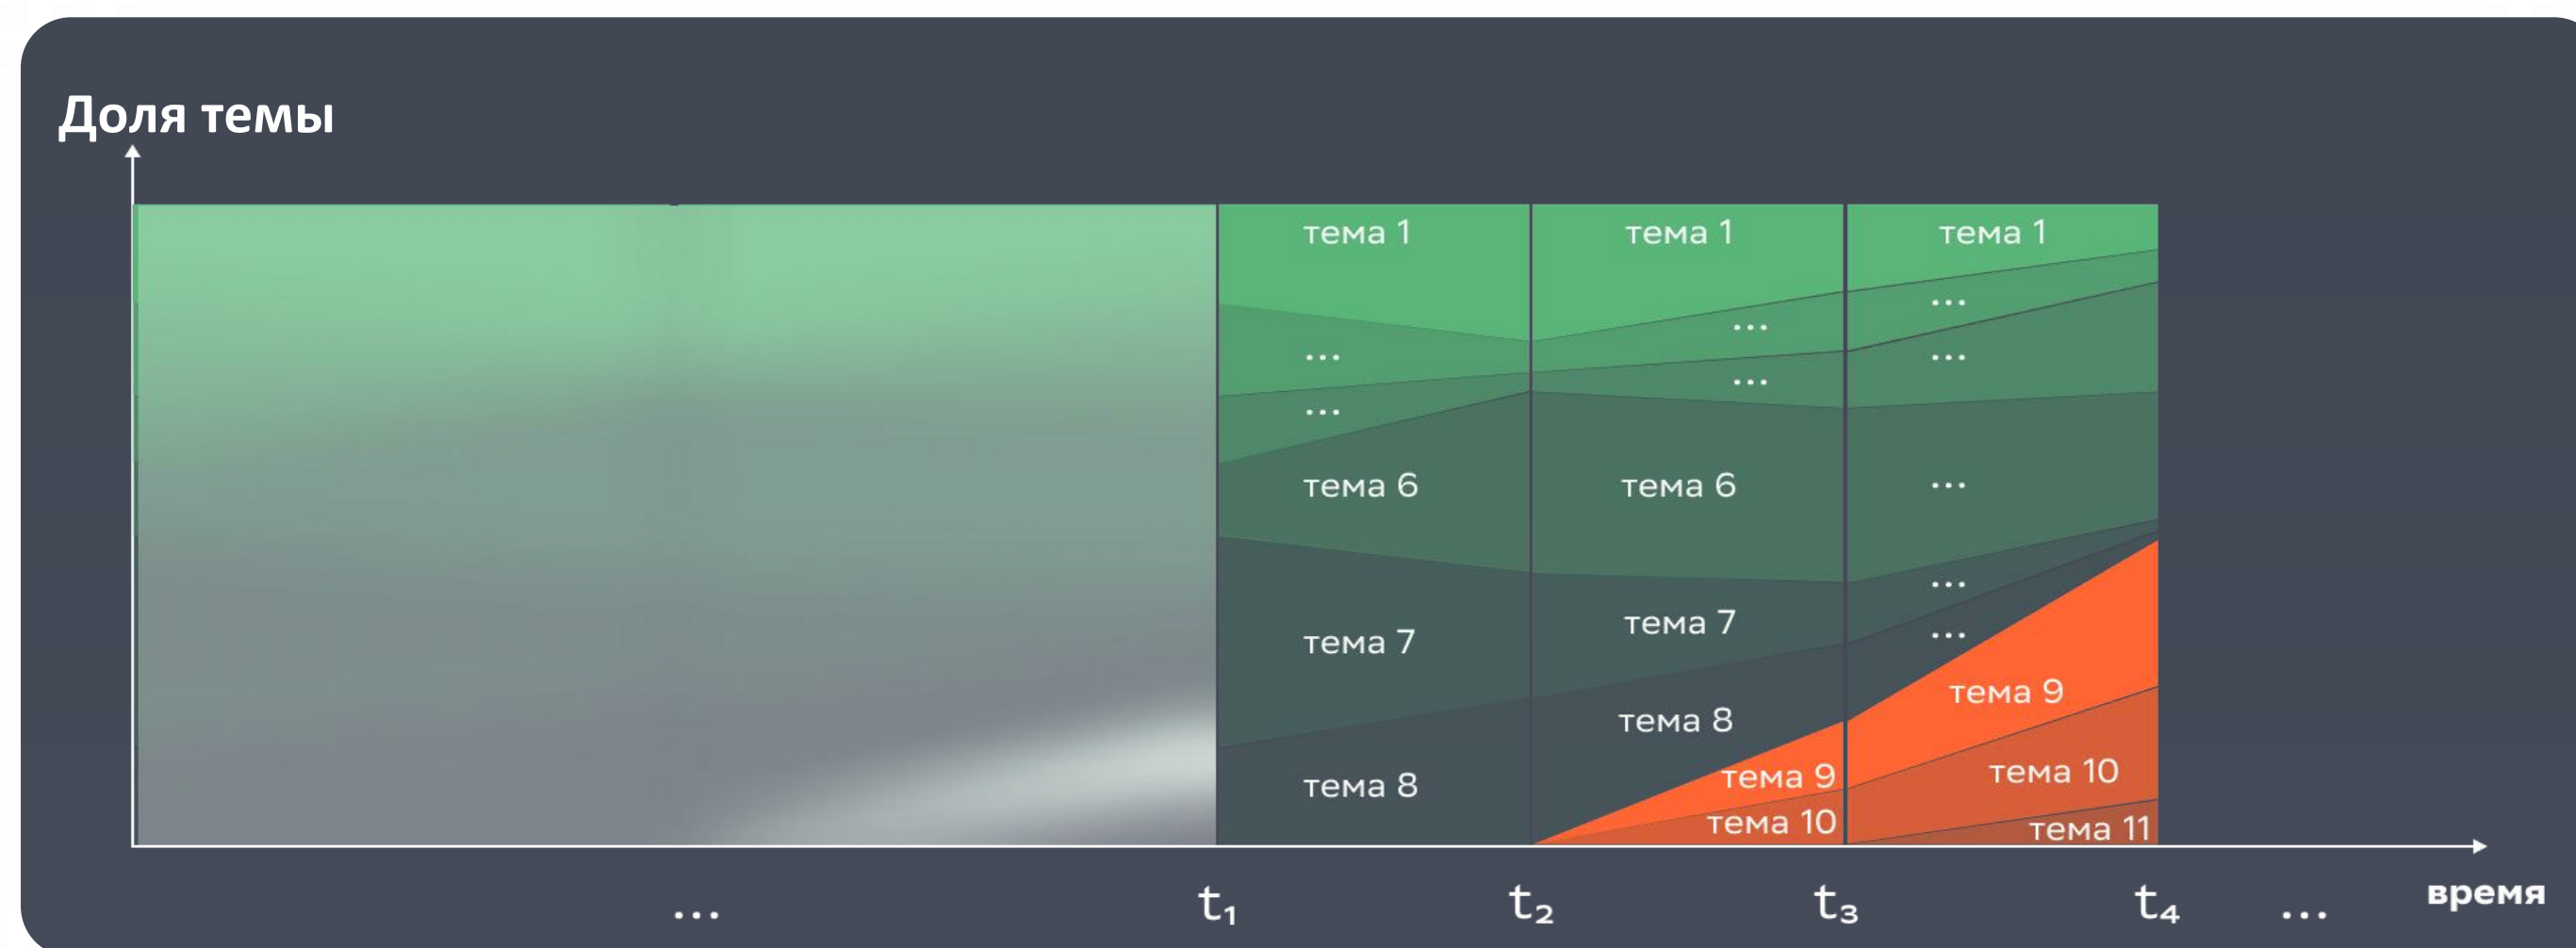 Доля темы
тема 1 тема 1 тема 1
...
...
...
...
...
...
тема 6 тема 6 ...
тема 7 тема 7 ...
...
тема 8 тема 8
тема 9 тема 9
тема 10 тема 10
тема 11
... t₁ t₂ t₃ t₄ ... время